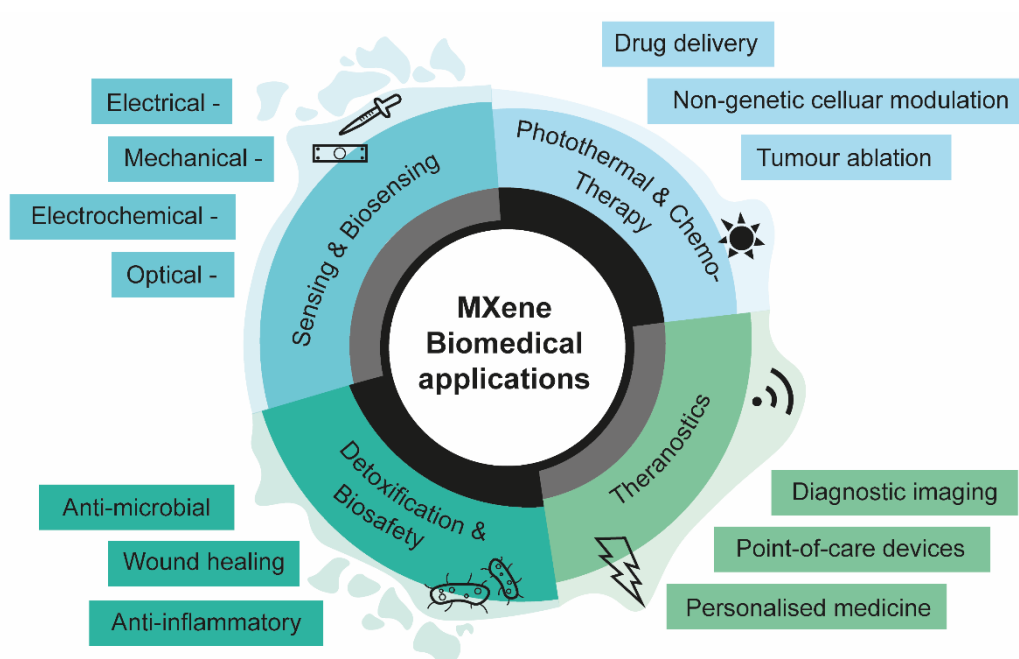 Drug delivery
Non-genetic celluar modulation
Tumour ablation
Electrical -
Mechanical -
Electrochemical -
Optical -
Sensing & Biosensing
Photothermal & Chemo-
Therapy
MXene
Biomedical
applications
Detoxification &
Biosafety
Theranostics
Anti-microbial
Wound healing
Anti-inflammatory
Diagnostic imaging
Point-of-care devices
Personalised medicine